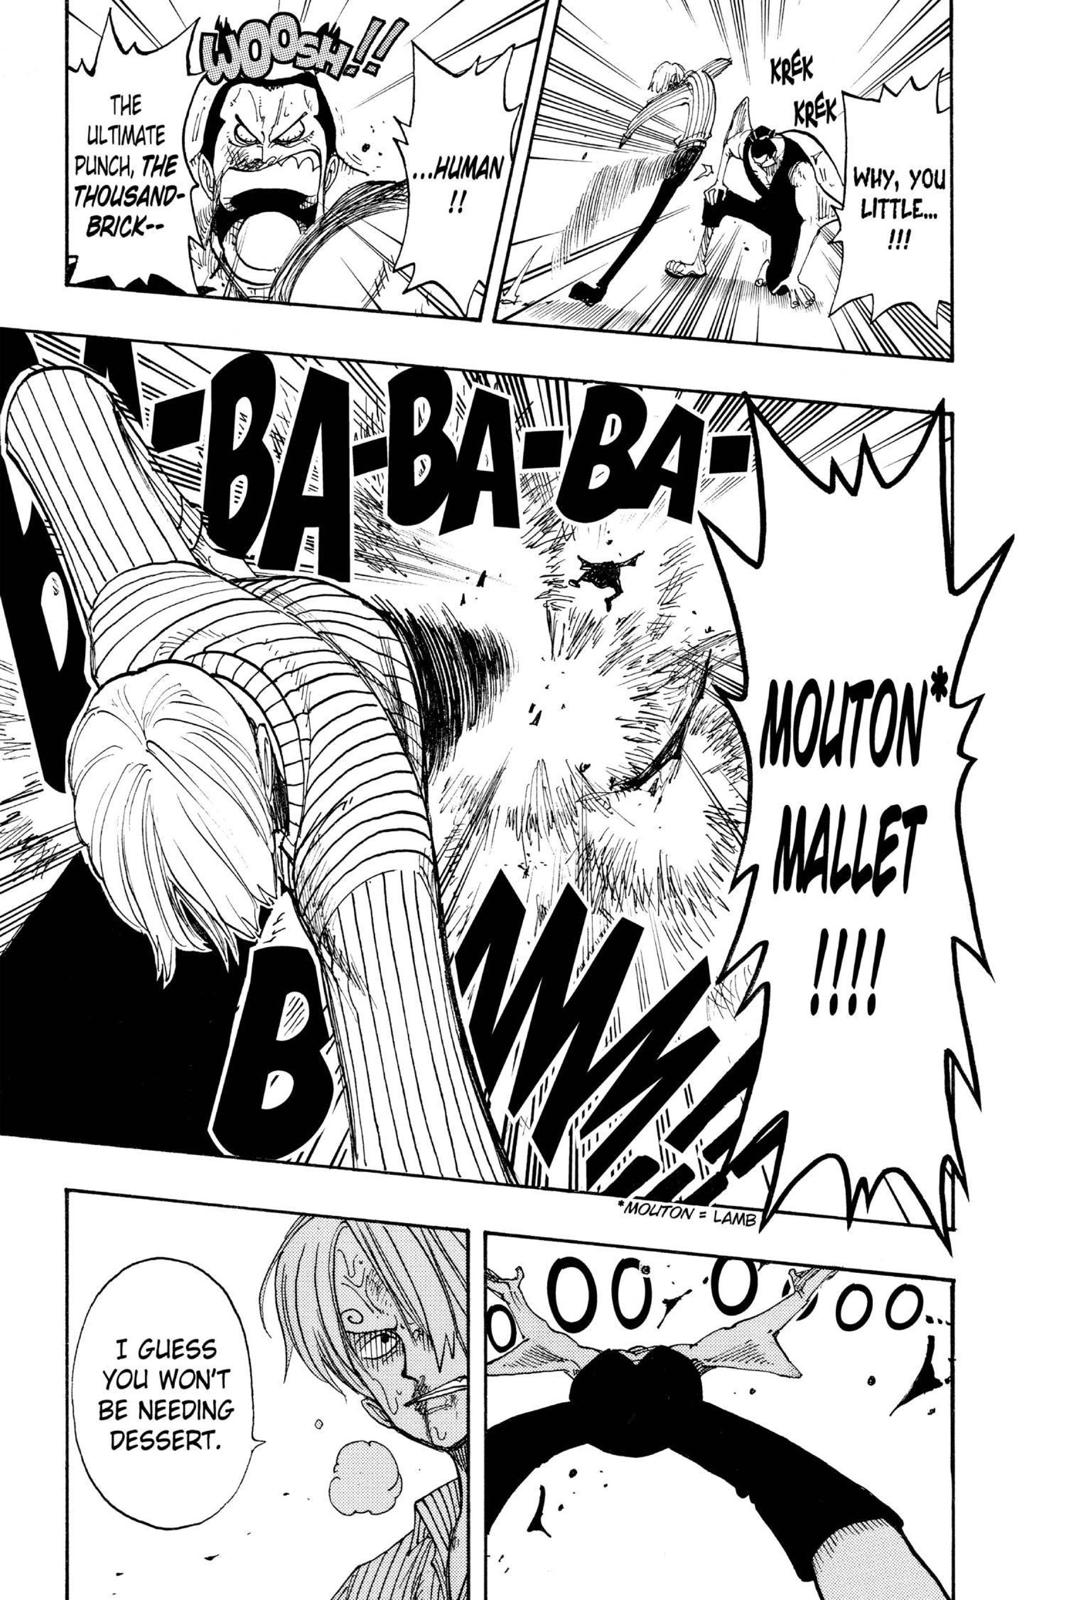 KREK
KREK
WHY, YOU
LITTLE...
!!!
...HUMAN
!!
WOOSH!!
THE
ULTIMATE
PUNCH, THE
THOUSAND-
BRICK--
MOUTON*
MALLET
!!!!
BA-BA-BA-BA-
B
*MOUTON = LAMB
OOOOOOO...
I GUESS
YOU WON'T
BE NEEDING
DESSERT.